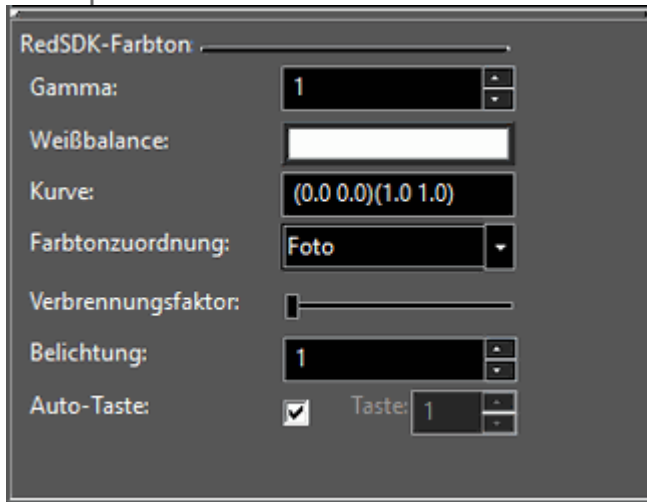 RedSDK-Farbton
Gamma: 1
Weißbalance:
Kurve: (0.0 0.0)(1.0 1.0)
Farbtonzuordnung: Foto
Verbrennungsfaktor:
Belichtung: 1
Auto-Taste: Taste: 1